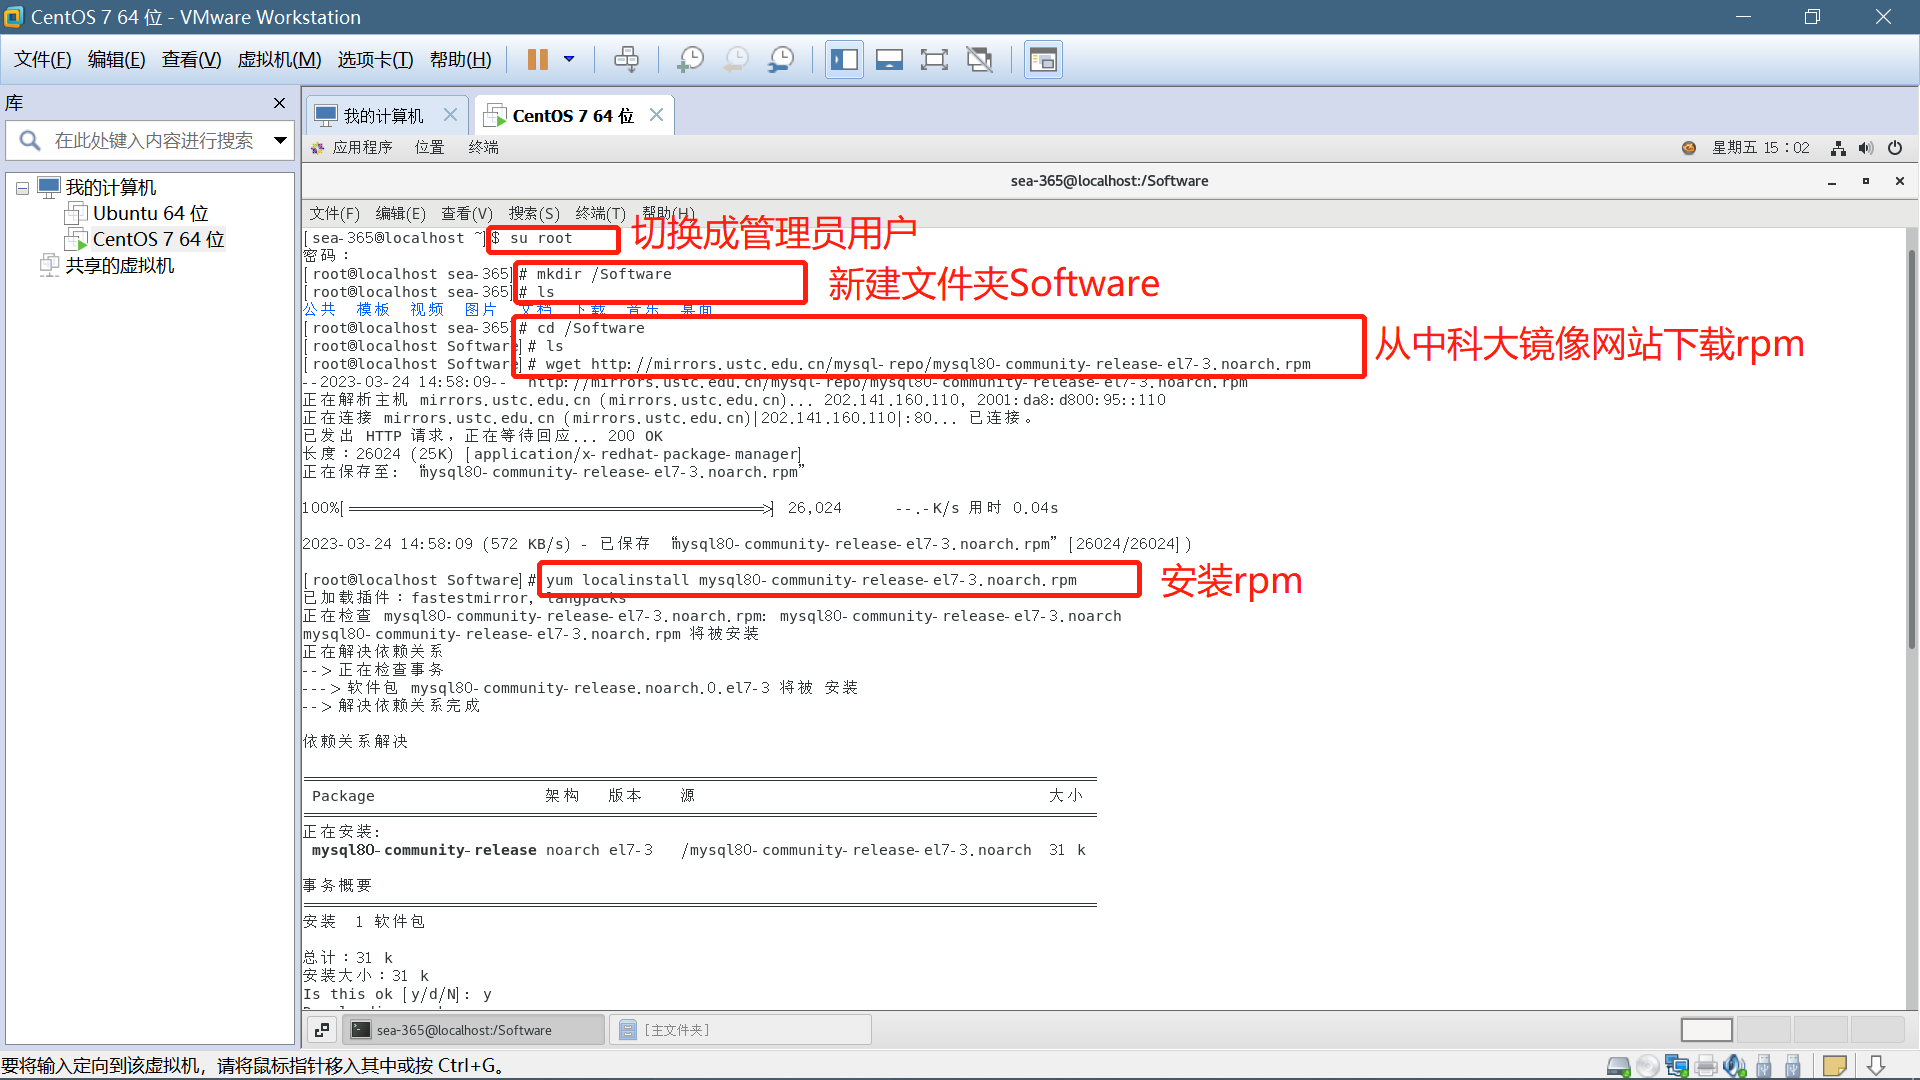 CentOS 7 64 位 - VMware Workstation
文件(F) 编辑(E) 查看(V) 虚拟机(M) 选项卡(T) 帮助(H)
库
在此处键入内容进行搜索
我的计算机
Ubuntu 64 位
CentOS 7 64 位
共享的虚拟机
我的计算机
CentOS 7 64 位
应用程序 位置 终端
星期五 15：02
sea-365@localhost:/Software
文件(F) 编辑(E) 查看(V) 搜索(S) 终端(T) 帮助(H)
[sea-365@localhost ~]$ su root
切换成管理员用户
密码：
[root@localhost sea-365]# mkdir /Software
新建文件夹Software
[root@localhost sea-365]# ls
公共 模板 视频 图片 文档 下载 音乐 桌面
[root@localhost sea-365]# cd /Software
[root@localhost Software]# ls
从中科大镜像网站下载rpm
[root@localhost Software]# wget http://mirrors.ustc.edu.cn/mysql-repo/mysql80-community-release-el7-3.noarch.rpm
--2023-03-24 14:58:09-- http://mirrors.ustc.edu.cn/mysql-repo/mysql80-community-release-el7-3.noarch.rpm
正在解析主机 mirrors.ustc.edu.cn (mirrors.ustc.edu.cn)... 202.141.160.110, 2001:da8:d800:95::110
正在连接 mirrors.ustc.edu.cn (mirrors.ustc.edu.cn)|202.141.160.110|:80... 已连接。
已发出 HTTP 请求，正在等待回应... 200 OK
长度：26024 (25K) [application/x-redhat-package-manager]
正在保存至: “mysql80-community-release-el7-3.noarch.rpm”
100%[======================================>] 26,024 --.-K/s 用时 0.04s
2023-03-24 14:58:09 (572 KB/s) - 已保存 “mysql80-community-release-el7-3.noarch.rpm” [26024/26024])
[root@localhost Software]# yum localinstall mysql80-community-release-el7-3.noarch.rpm
安装rpm
已加载插件：fastestmirror, langpacks
正在检查 mysql80-community-release-el7-3.noarch.rpm: mysql80-community-release-el7-3.noarch
mysql80-community-release-el7-3.noarch.rpm 将被安装
正在解决依赖关系
--> 正在检查事务
---> 软件包 mysql80-community-release.noarch.0.el7-3 将被 安装
--> 解决依赖关系完成
依赖关系解决
Package 架构 版本 源 大小
正在安装:
mysql80-community-release noarch el7-3 /mysql80-community-release-el7-3.noarch 31 k
事务概要
安装 1 软件包
总计：31 k
安装大小：31 k
Is this ok [y/d/N]: y
sea-365@localhost:/Software
[主文件夹]
要将输入定向到该虚拟机，请将鼠标指针移入其中或按 Ctrl+G。